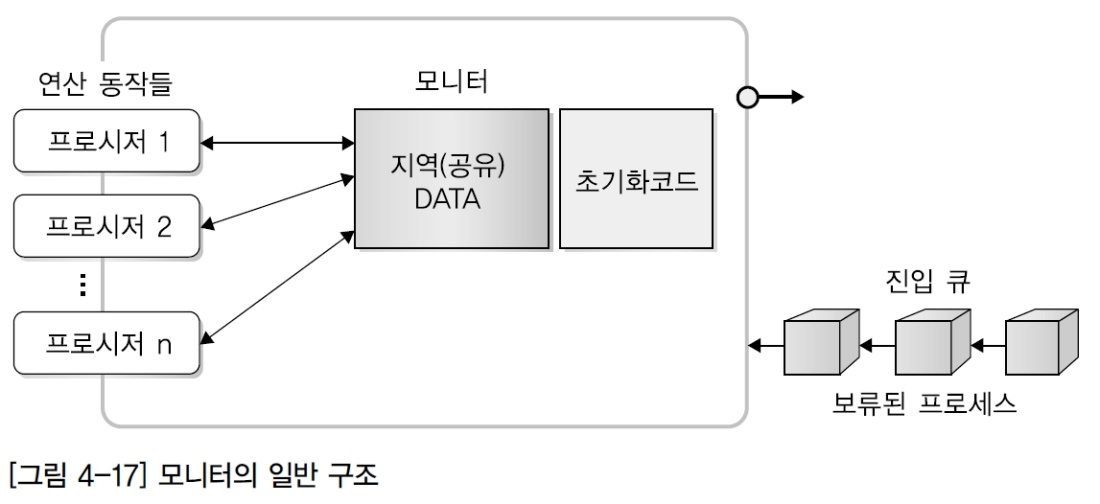 연산 동작들
모니터
프로시저 1
지역(공유)
DATA
초기화코드
프로시저 2
⋮
프로시저 n
진입 큐
보류된 프로세스
[그림 4-17] 모니터의 일반 구조